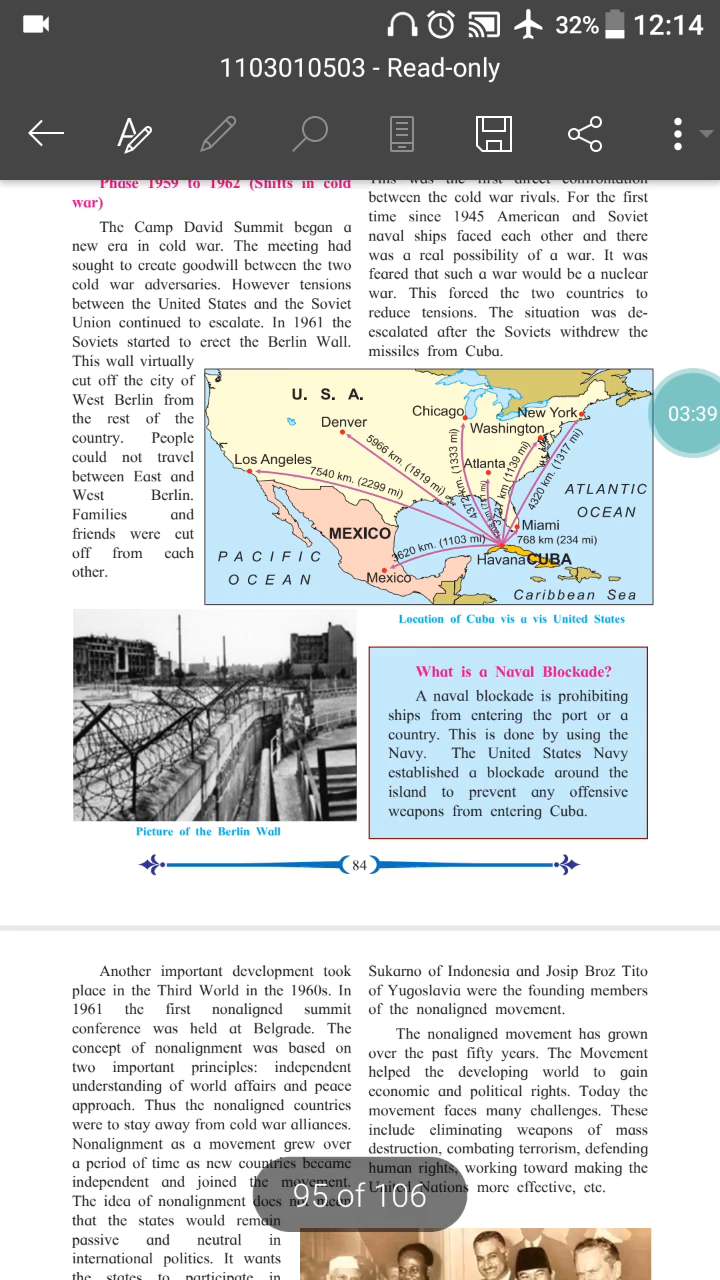 32% 12:14
1103010503 - Read-only
Phase 1959 to 1962 (Shifts in cold
war)
The Camp David Summit began a
new era in cold war. The meeting had
sought to create goodwill between the two
cold war adversaries. However tensions
between the United States and the Soviet
Union continued to escalate. In 1961 the
Soviets started to erect the Berlin Wall.
This wall virtually
cut off the city of
West Berlin from
the rest of the
country. People
could not travel
between East and
West Berlin.
Families and
friends were cut
off from each
other.
This was the first direct confrontation
between the cold war rivals. For the first
time since 1945 American and Soviet
naval ships faced each other and there
was a real possibility of a war. It was
feared that such a war would be a nuclear
war. This forced the two countries to
reduce tensions. The situation was de-
escalated after the Soviets withdrew the
missiles from Cuba.
03:39
U. S. A.
Chicago
New York
Denver
Washington
Los Angeles
Atlanta
5966 km. (1819 mi)
7540 km. (2299 mi)
4372 km. (1333 mi)
km (1139 mi)
4320 km. (1317 mi)
ATLANTIC
OCEAN
Miami
768 km (234 mi)
MEXICO
3620 km. (1103 mi)
Havana
CUBA
PACIFIC
OCEAN
Mexico
Caribbean Sea
Location of Cuba vis a vis United States
Picture of the Berlin Wall
What is a Naval Blockade?
A naval blockade is prohibiting
ships from entering the port or a
country. This is done by using the
Navy. The United States Navy
established a blockade around the
island to prevent any offensive
weapons from entering Cuba.
84
Another important development took
place in the Third World in the 1960s. In
1961 the first nonaligned summit
conference was held at Belgrade. The
concept of nonalignment was based on
two important principles: independent
understanding of world affairs and peace
approach. Thus the nonaligned countries
were to stay away from cold war alliances.
Nonalignment as a movement grew over
a period of time as new countries became
independent and joined the movement.
The idea of nonalignment does not mean
that the states would remain
passive and neutral in
international politics. It wants
the states to participate in
Sukarno of Indonesia and Josip Broz Tito
of Yugoslavia were the founding members
of the nonaligned movement.
The nonaligned movement has grown
over the past fifty years. The Movement
helped the developing world to gain
economic and political rights. Today the
movement faces many challenges. These
include eliminating weapons of mass
destruction, combating terrorism, defending
human rights, working toward making the
United Nations more effective, etc.
95 of 106